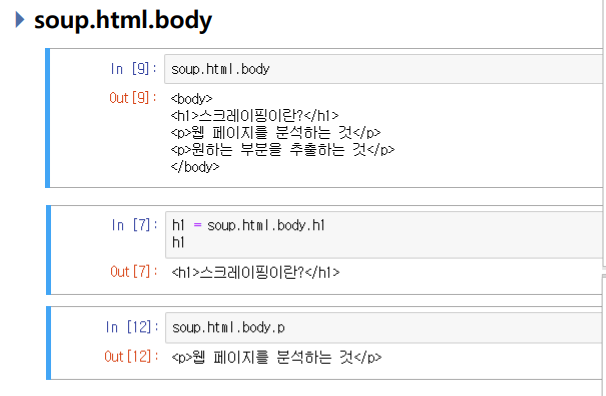 soup.html.body
In [9]: soup.html.body
Out[9]: <body>
<h1>스크레이핑이란?</h1>
<p>웹 페이지를 분석하는 것</p>
<p>원하는 부분을 추출하는 것</p>
</body>
In [7]: h1 = soup.html.body.h1
h1
Out[7]: <h1>스크레이핑이란?</h1>
In [12]: soup.html.body.p
Out[12]: <p>웹 페이지를 분석하는 것</p>